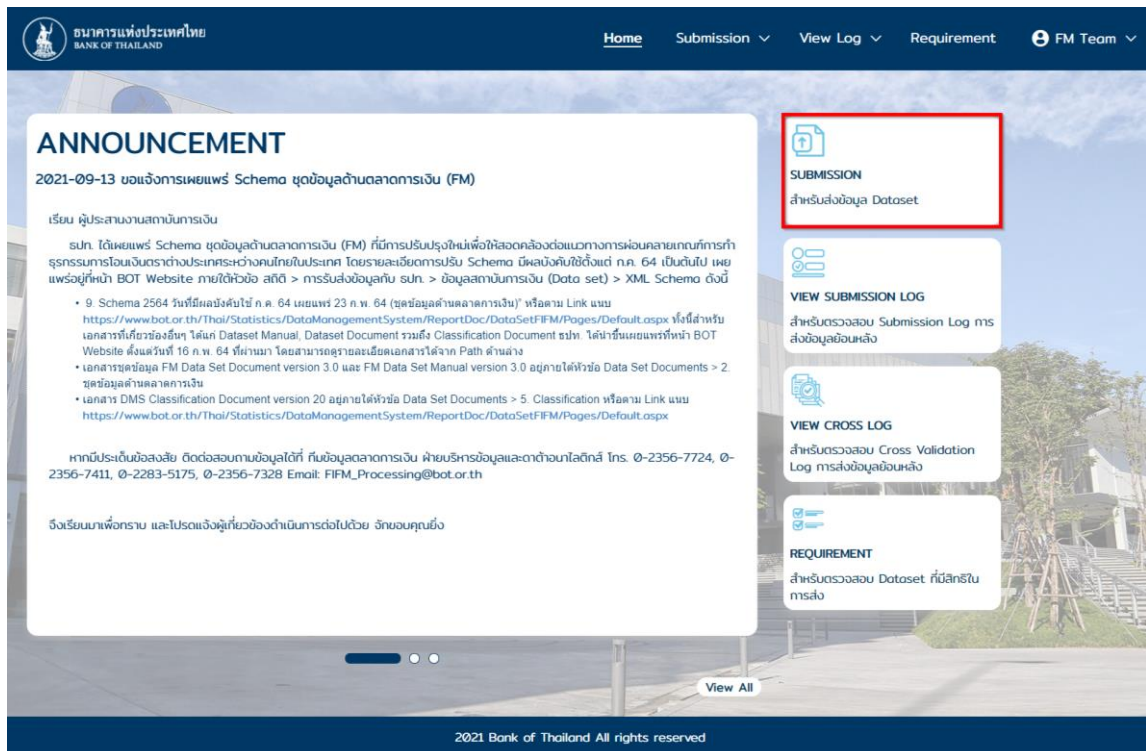 ธนาคารแห่งประเทศไทย
BANK OF THAILAND
Home
Submission
View Log
Requirement
FM Team
ANNOUNCEMENT
2021-09-13 ขอแจ้งการเผยแพร่ Schema ชุดข้อมูลด้านตลาดการเงิน (FM)
เรียน ผู้ประสานงานสถาบันการเงิน
ธปท. ได้เผยแพร่ Schema ชุดข้อมูลด้านตลาดการเงิน (FM) ที่มีการปรับปรุงใหม่เพื่อให้สอดคล้องต่อแนวทางการผ่อนคลายเกณฑ์การทำ
ธุรกรรมการโอนเงินตราต่างประเทศระหว่างคนไทยในประเทศ โดยรายละเอียดการปรับ Schema มีผลบังคับใช้ตั้งแต่ ก.ค. 64 เป็นต้นไป เผย
แพร่อยู่ที่หน้า BOT Website ภายใต้หัวข้อ สถิติ > การรับส่งข้อมูลกับ ธปท. > ข้อมูลสถาบันการเงิน (Data set) > XML Schema ดังนี้
• 9. Schema 2564 วันที่มีผลบังคับใช้ ก.ค. 64 เผยแพร่ 23 ก.พ. 64 (ชุดข้อมูลด้านตลาดการเงิน)" หรือตาม Link แนบ
https://www.bot.or.th/Thai/Statistics/DataManagementSystem/ReportDoc/DataSetFIFM/Pages/Default.aspx ทั้งนี้สำหรับ
เอกสารที่เกี่ยวข้องอื่นๆ ได้แก่ Dataset Manual, Dataset Document รวมถึง Classification Document ธปท. ได้นำขึ้นเผยแพร่ที่หน้า BOT
Website ตั้งแต่วันที่ 16 ก.พ. 64 ที่ผ่านมา โดยสามารถดูรายละเอียดเอกสารได้จาก Path ด้านล่าง
• เอกสารชุดข้อมูล FM Data Set Document version 3.0 และ FM Data Set Manual version 3.0 อยู่ภายใต้หัวข้อ Data Set Documents > 2.
ชุดข้อมูลด้านตลาดการเงิน
• เอกสาร DMS Classification Document version 20 อยู่ภายใต้หัวข้อ Data Set Documents > 5. Classification หรือตาม Link แนบ
https://www.bot.or.th/Thai/Statistics/DataManagementSystem/ReportDoc/DataSetFIFM/Pages/Default.aspx
หากมีประเด็นข้อสงสัย ติดต่อสอบถามข้อมูลได้ที่ ทีมข้อมูลตลาดการเงิน ฝ่ายบริหารข้อมูลและดาต้าอนาไลติกส์ โทร. 0-2356-7724, 0-
2356-7411, 0-2283-5175, 0-2356-7328 Email: FIFM_Processing@bot.or.th
จึงเรียนมาเพื่อทราบ และโปรดแจ้งผู้เกี่ยวข้องดำเนินการต่อไปด้วย จักขอบคุณยิ่ง
View All
SUBMISSION
สำหรับส่งข้อมูล Dataset
VIEW SUBMISSION LOG
สำหรับตรวจสอบ Submission Log การ
ส่งข้อมูลย้อนหลัง
VIEW CROSS LOG
สำหรับตรวจสอบ Cross Validation
Log การส่งข้อมูลย้อนหลัง
REQUIREMENT
สำหรับตรวจสอบ Dataset ที่มีสิทธิใน
การส่ง
2021 Bank of Thailand All rights reserved